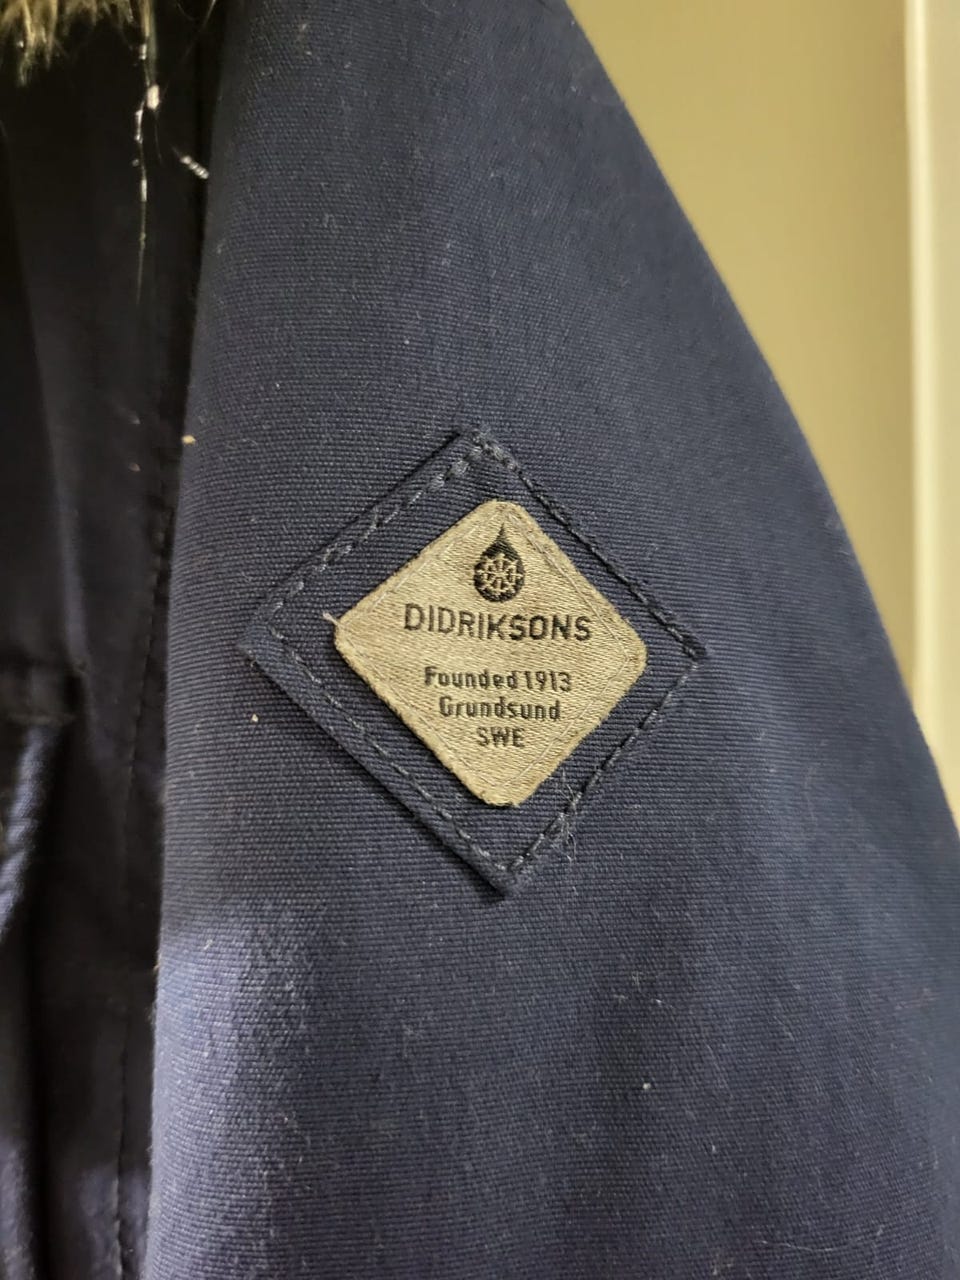 DIDRIKSONS
Founded 1913
Grundsund
SWE